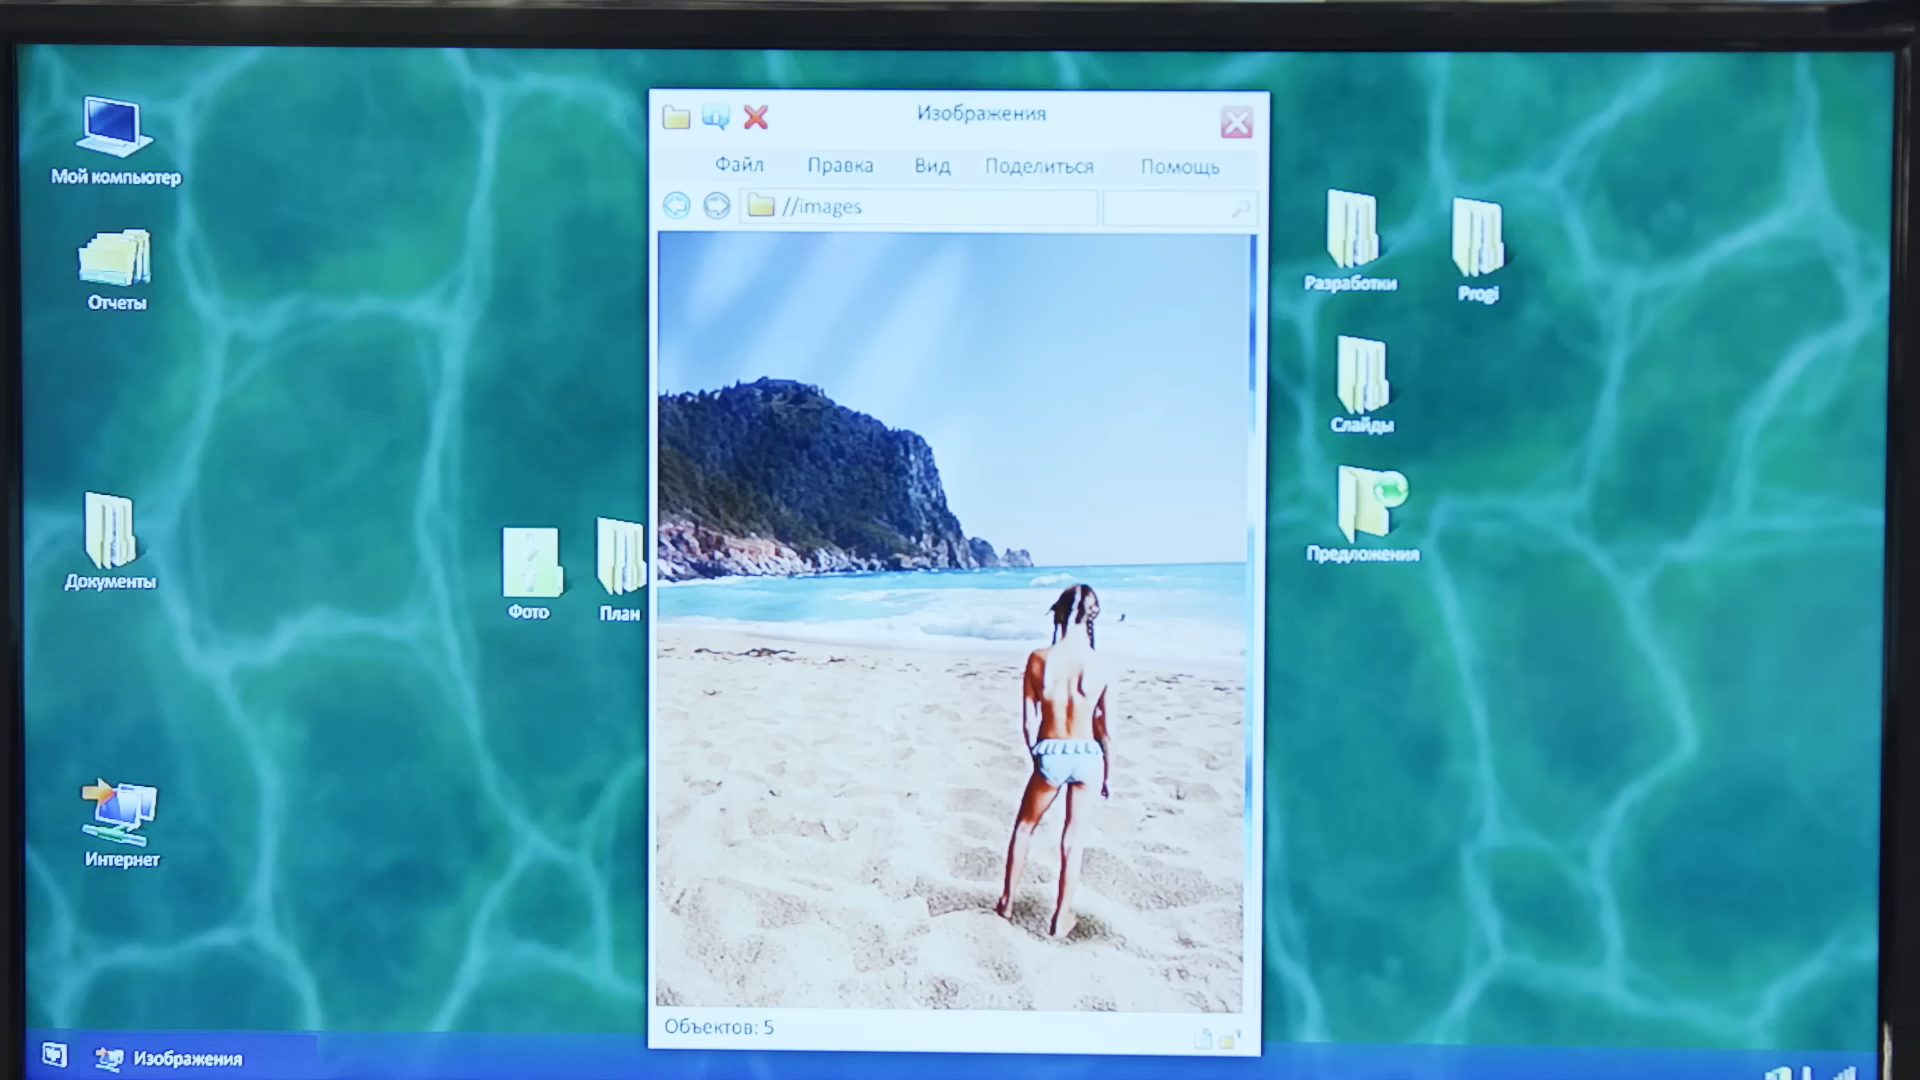 Мой компьютер
Отчеты
Документы
Интернет
Фото
План
Изображения
Файл Правка Вид Поделиться Помощь
//images
Объектов: 5
Разработки
Progi
Слайды
Предложения
Изображения